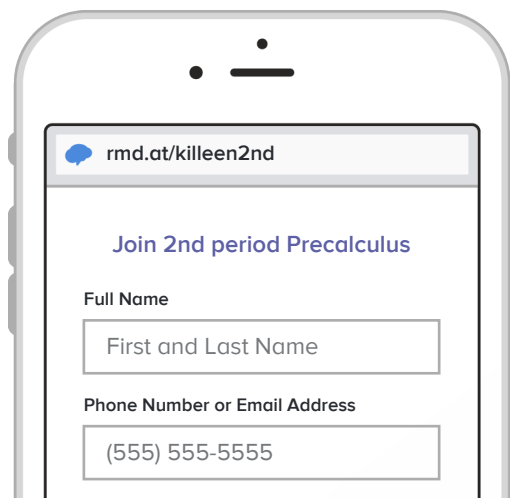 rmd.at/killeen2nd
Join 2nd period Precalculus
Full Name
First and Last Name
Phone Number or Email Address
(555) 555-5555